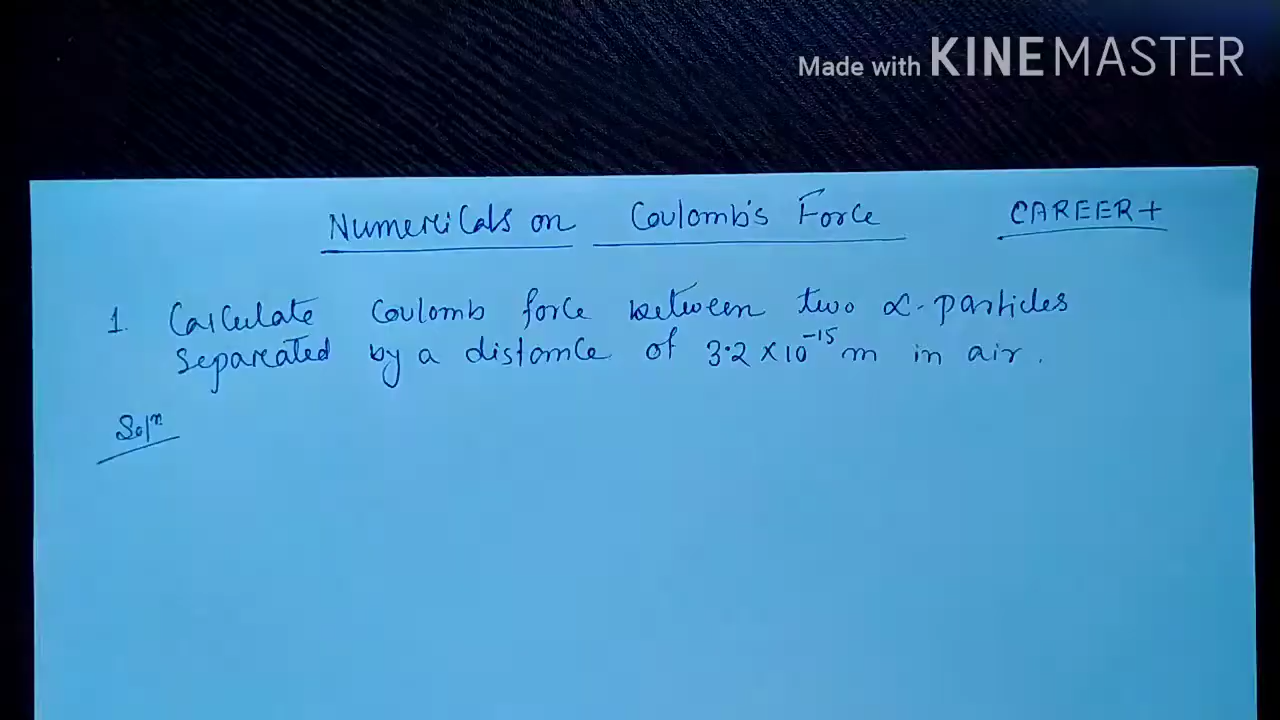 Made with KINEMASTER
Numericals on Coulomb's Force CAREER+
1. Calculate Coulomb force between two α-particles
separated by a distance of 3.2 × 10⁻¹⁵ m in air.
Solⁿ